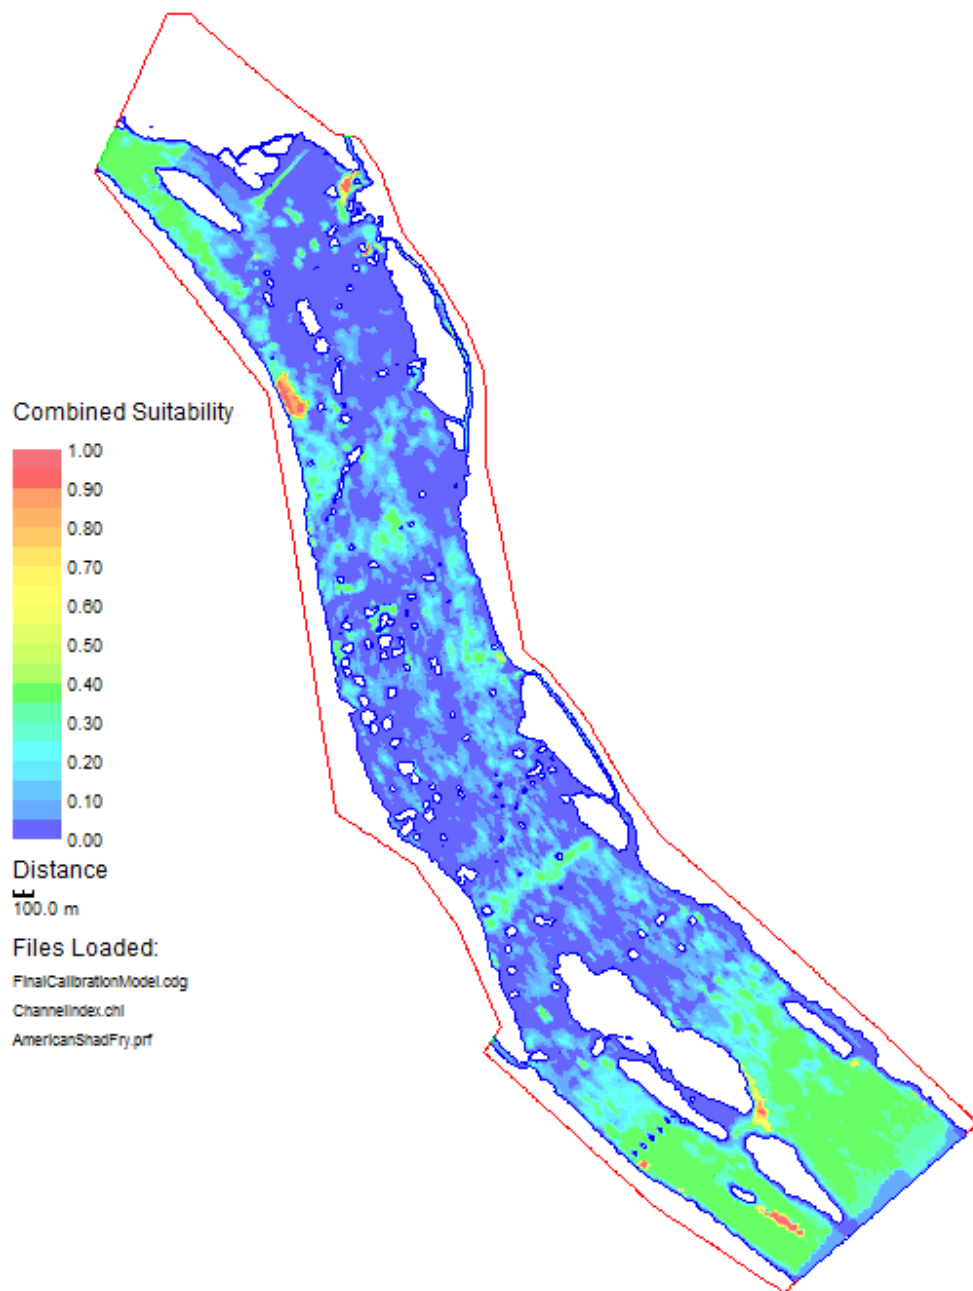 Combined Suitability
1.00
0.90
0.80
0.70
0.60
0.50
0.40
0.30
0.20
0.10
0.00
Distance
100.0 m
Files Loaded:
FinalCalibrationModel.cdg
ChannelIndex.chi
AmericanShadFry.prf